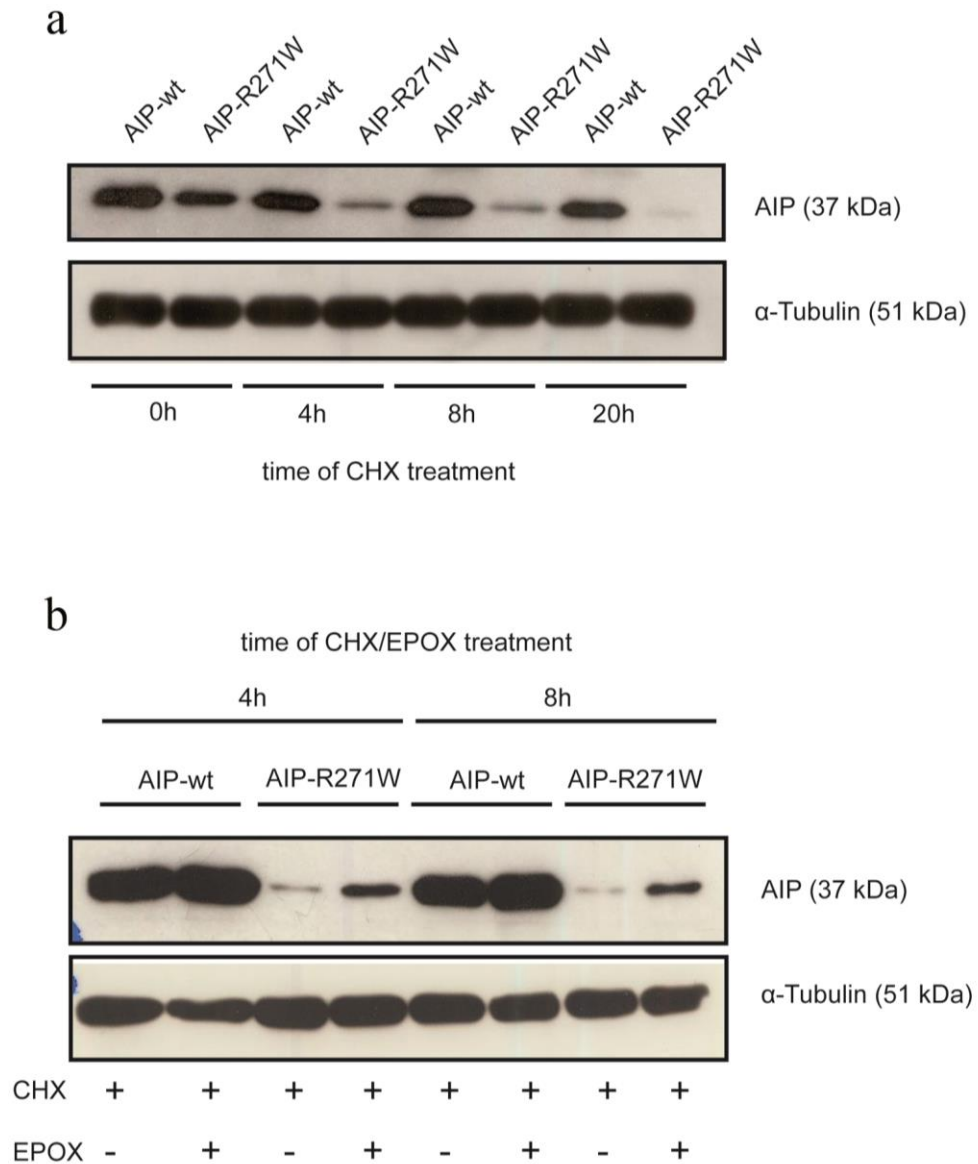 a
AIP-wt AIP-R271W AIP-wt AIP-R271W AIP-wt AIP-R271W AIP-wt AIP-R271W
AIP (37 kDa)
α-Tubulin (51 kDa)
0h 4h 8h 20h
time of CHX treatment
b
time of CHX/EPOX treatment
4h 8h
AIP-wt AIP-R271W AIP-wt AIP-R271W
AIP (37 kDa)
α-Tubulin (51 kDa)
CHX + + + + + + + +
EPOX - + - + - + - +